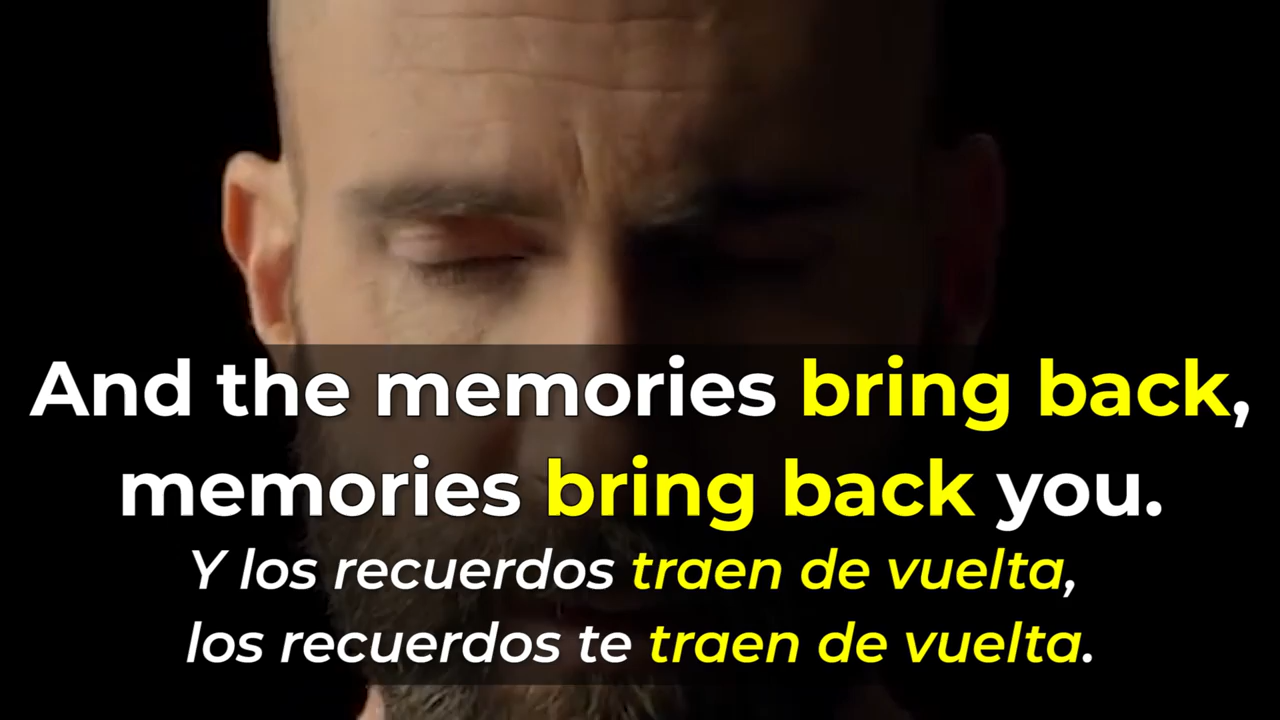 And the memories bring back,
memories bring back you.
Y los recuerdos traen de vuelta,
los recuerdos te traen de vuelta.